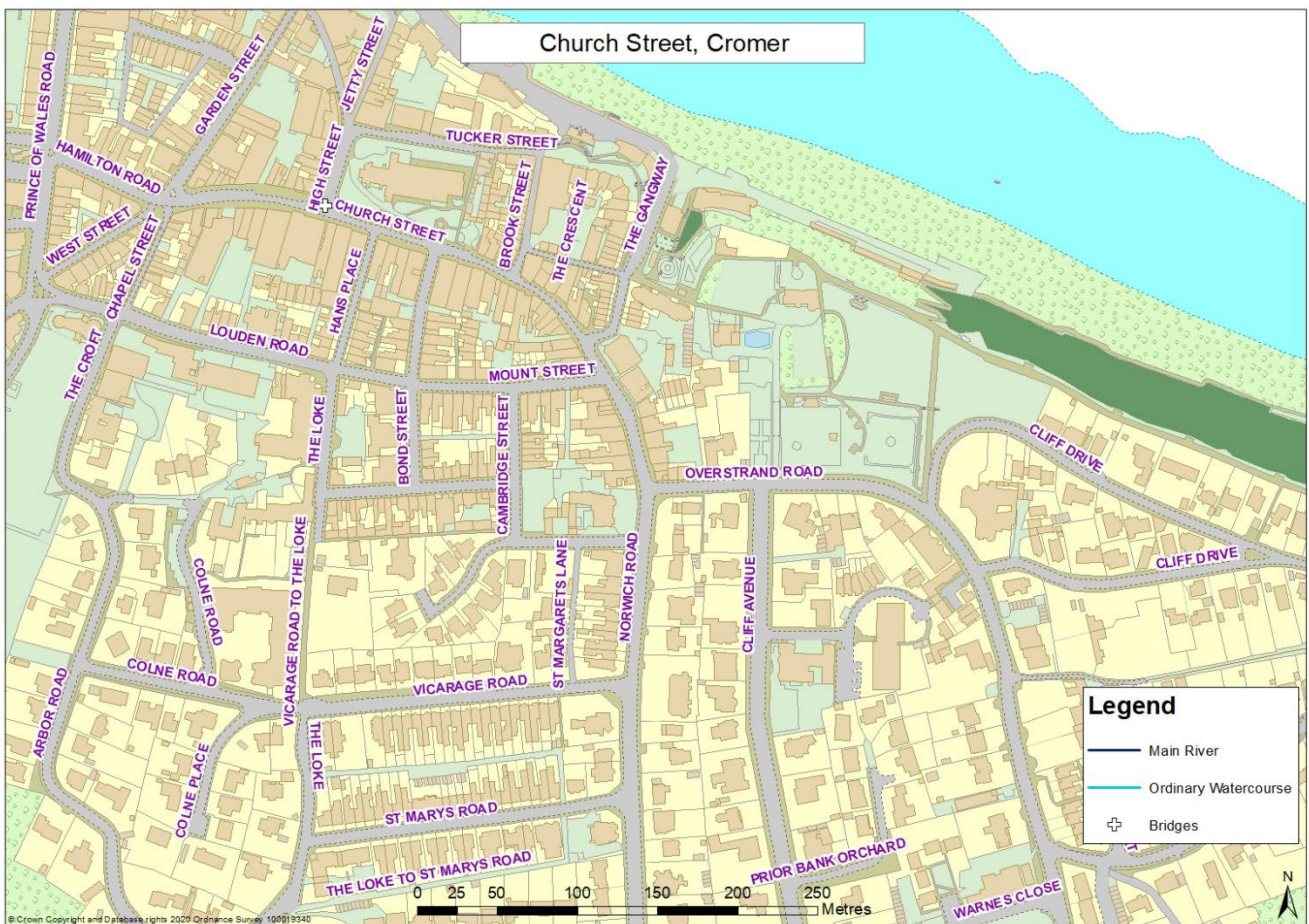 Church Street, Cromer
PRINCE OF WALES ROAD
GARDEN STREET
JETTY STREET
HIGH STREET
TUCKER STREET
HAMILTON ROAD
WEST STREET
CHAPEL STREET
CHURCH STREET
BROOK STREET
THE CRESCENT
THE GANGWAY
HANS PLACE
LOUDEN ROAD
THE CROFT
MOUNT STREET
THE LOKE
BOND STREET
CAMBRIDGE STREET
OVERSTRAND ROAD
CLIFF DRIVE
CLIFF DRIVE
COLNE ROAD
VICARAGE ROAD TO THE LOKE
ST MARGARETS LANE
NORWICH ROAD
CLIFF AVENUE
COLNE ROAD
VICARAGE ROAD
ARBOR ROAD
THE LOKE
COLNE PLACE
ST MARYS ROAD
THE LOKE TO ST MARYS ROAD
PRIOR BANK ORCHARD
WARNES CLOSE
Legend
Main River
Ordinary Watercourse
Bridges
0 25 50 100 150 200 250
Metres
N
© Crown Copyright and Database rights 2020 Ordnance Survey 100019340